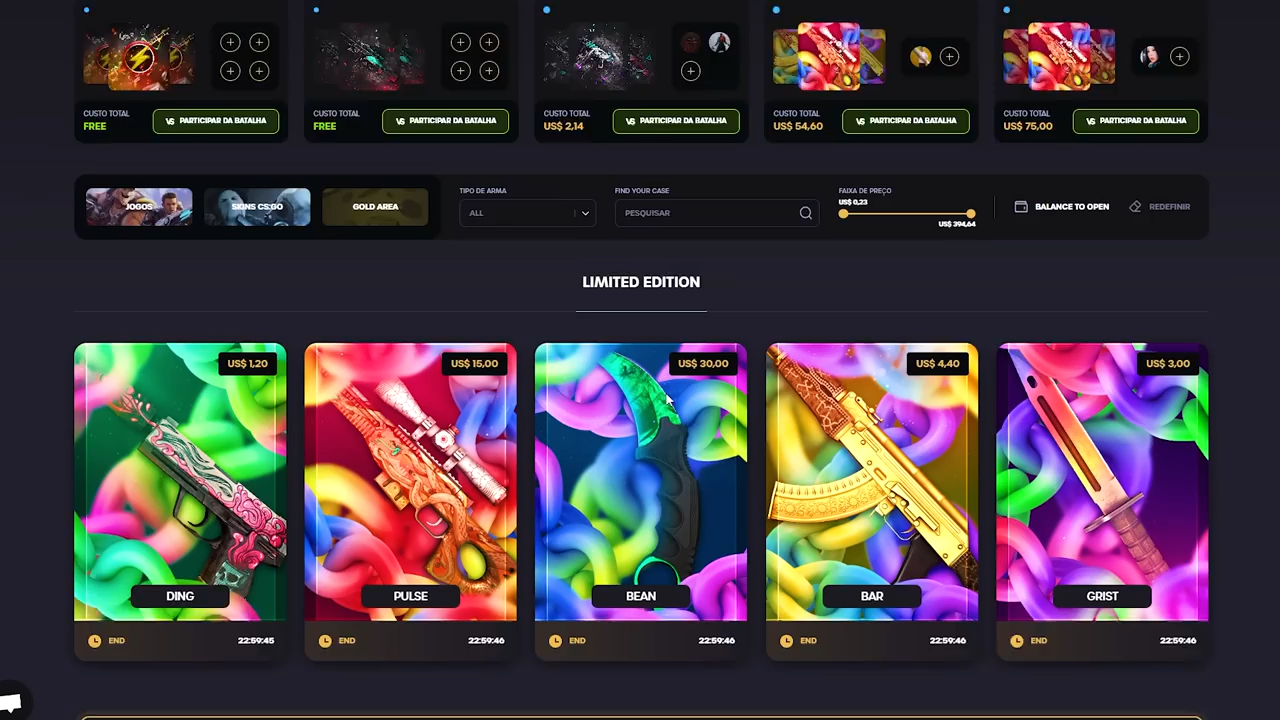 CUSTO TOTAL
FREE
VS PARTICIPAR DA BATALHA
CUSTO TOTAL
FREE
VS PARTICIPAR DA BATALHA
CUSTO TOTAL
US$ 2,14
VS PARTICIPAR DA BATALHA
CUSTO TOTAL
US$ 54,60
VS PARTICIPAR DA BATALHA
CUSTO TOTAL
US$ 75,00
VS PARTICIPAR DA BATALHA
JOGOS
SKINS CS:GO
GOLD AREA
TIPO DE ARMA
ALL
FIND YOUR CASE
PESQUISAR
FAIXA DE PREÇO
US$ 0,23
US$ 394,64
BALANCE TO OPEN
REDEFINIR
LIMITED EDITION
US$ 1,20
US$ 15,00
US$ 30,00
US$ 4,40
US$ 3,00
DING
PULSE
BEAN
BAR
GRIST
END 22:59:45
END 22:59:46
END 22:59:46
END 22:59:46
END 22:59:46